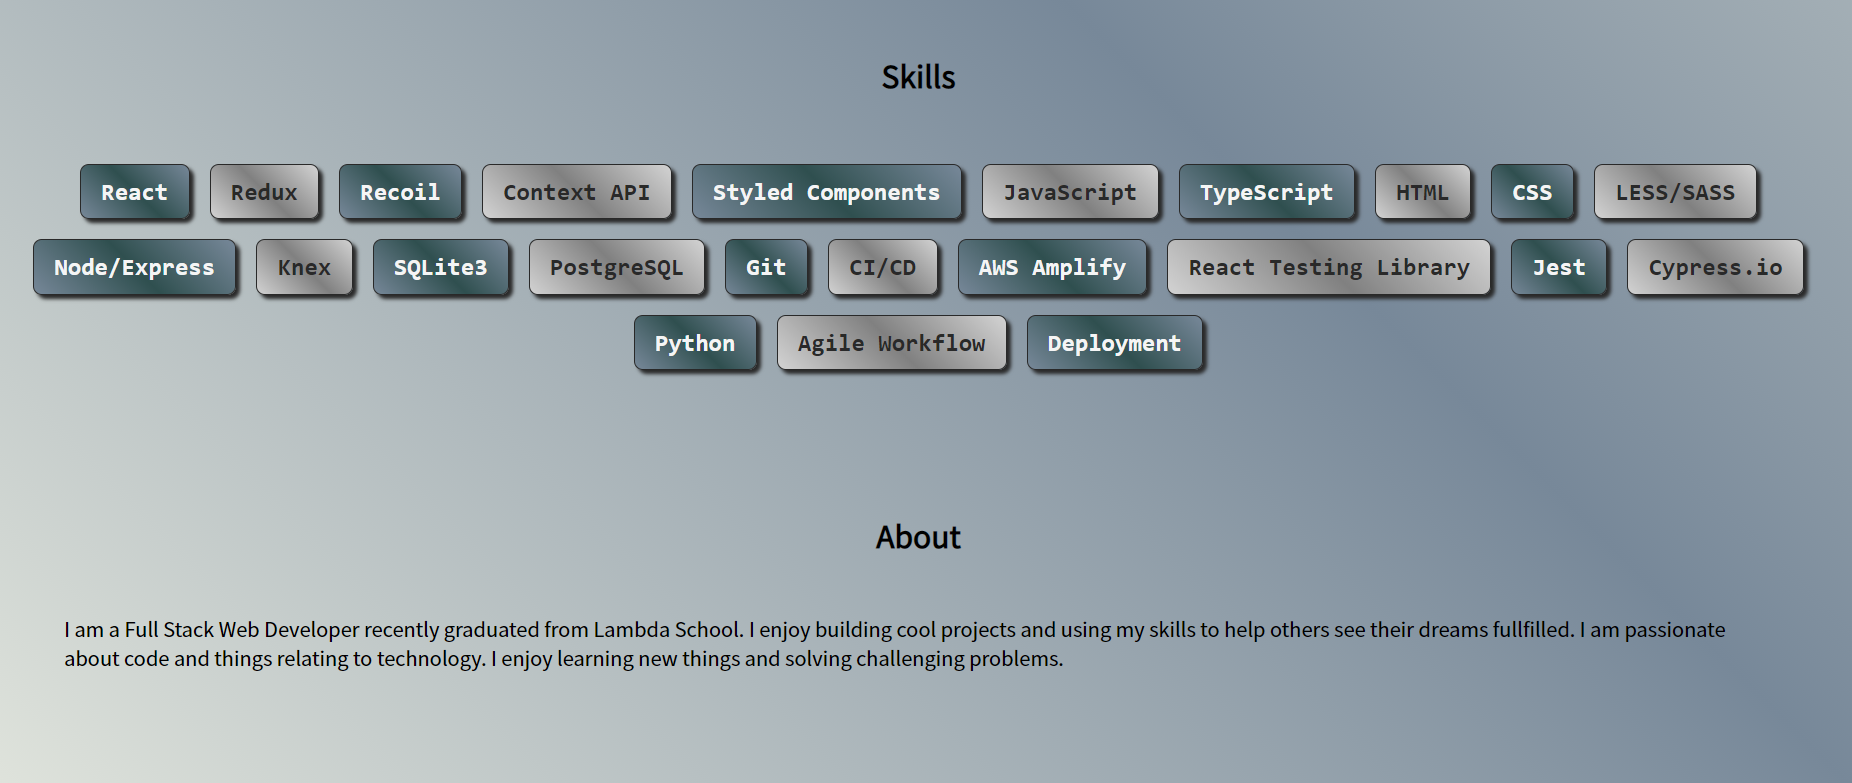 Skills
React Redux Recoil Context API Styled Components JavaScript TypeScript HTML CSS LESS/SASS
Node/Express Knex SQLite3 PostgreSQL Git CI/CD AWS Amplify React Testing Library Jest Cypress.io
Python Agile Workflow Deployment
About
I am a Full Stack Web Developer recently graduated from Lambda School. I enjoy building cool projects and using my skills to help others see their dreams fullfilled. I am passionate
about code and things relating to technology. I enjoy learning new things and solving challenging problems.